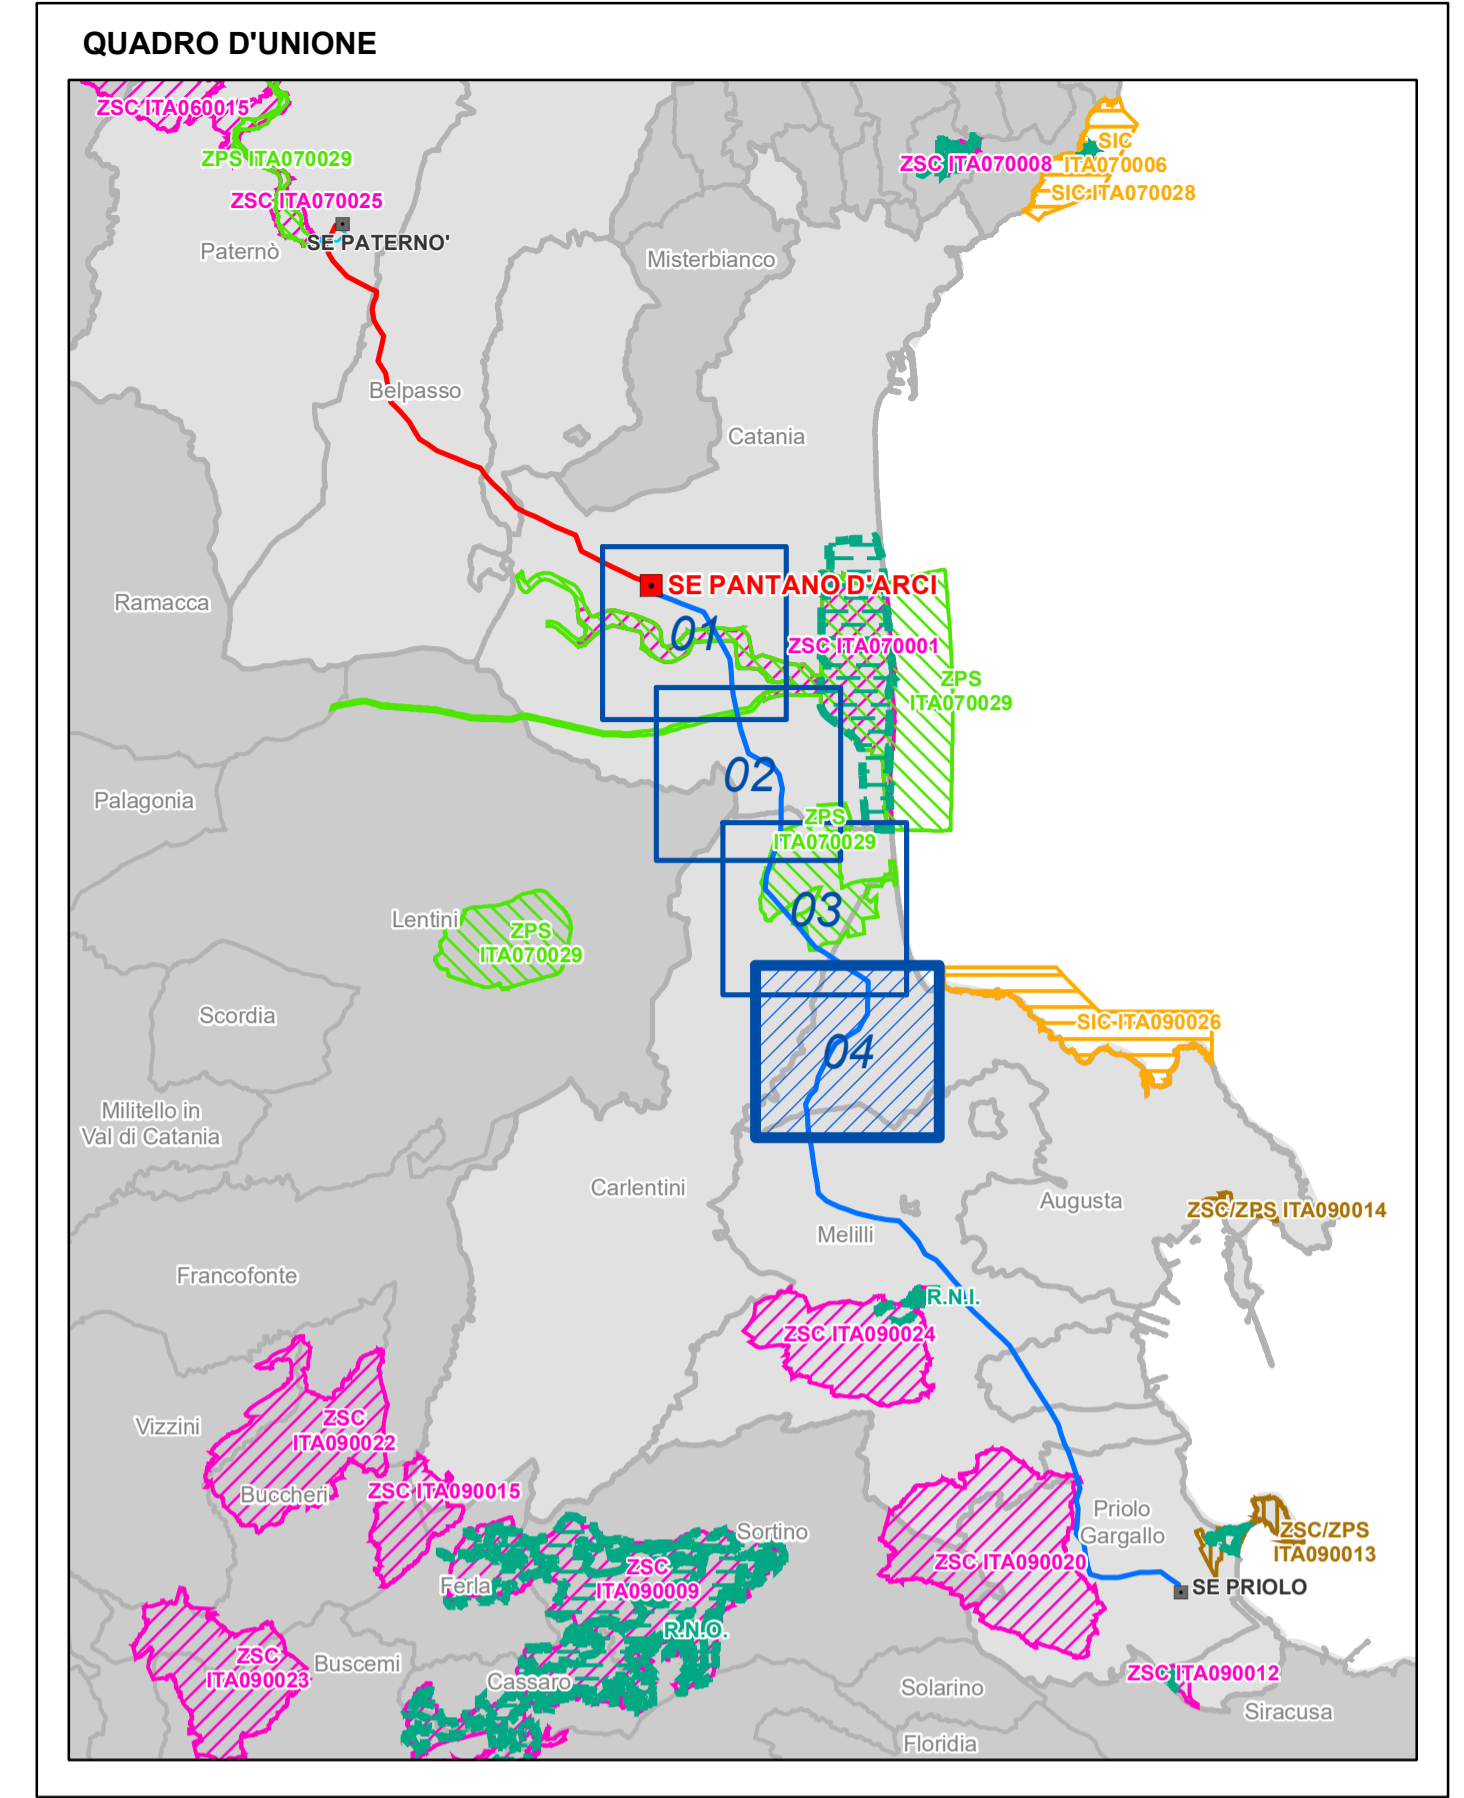 QUADRO D'UNIONE
ZSC ITA060015
ZPS ITA070029
ZSC ITA070025
SE PATERNO'
Paternò
ZSC ITA070008
SIC
ITA070006
SIC ITA070028
Misterbianco
Belpasso
Catania
Ramacca
SE PANTANO D'ARCI
01
ZSC ITA070001
ZPS
ITA070029
Palagonia
02
ZPS
ITA070029
03
Lentini
ZPS
ITA070029
Scordia
SIC ITA090026
04
Militello in
Val di Catania
Carlentini
Augusta
ZSC/ZPS ITA090014
Melilli
Francofonte
R.N.I.
ZSC ITA090024
Vizzini
ZSC
ITA090022
Buccheri
ZSC ITA090015
Priolo
Gargallo
Sortino
ZSC/ZPS
ITA090013
ZSC ITA090020
SE PRIOLO
Ferla
ZSC
ITA090009
R.N.O.
ZSC
ITA090023
Buscemi
Cassaro
ZSC ITA090012
Solarino
Siracusa
Floridia